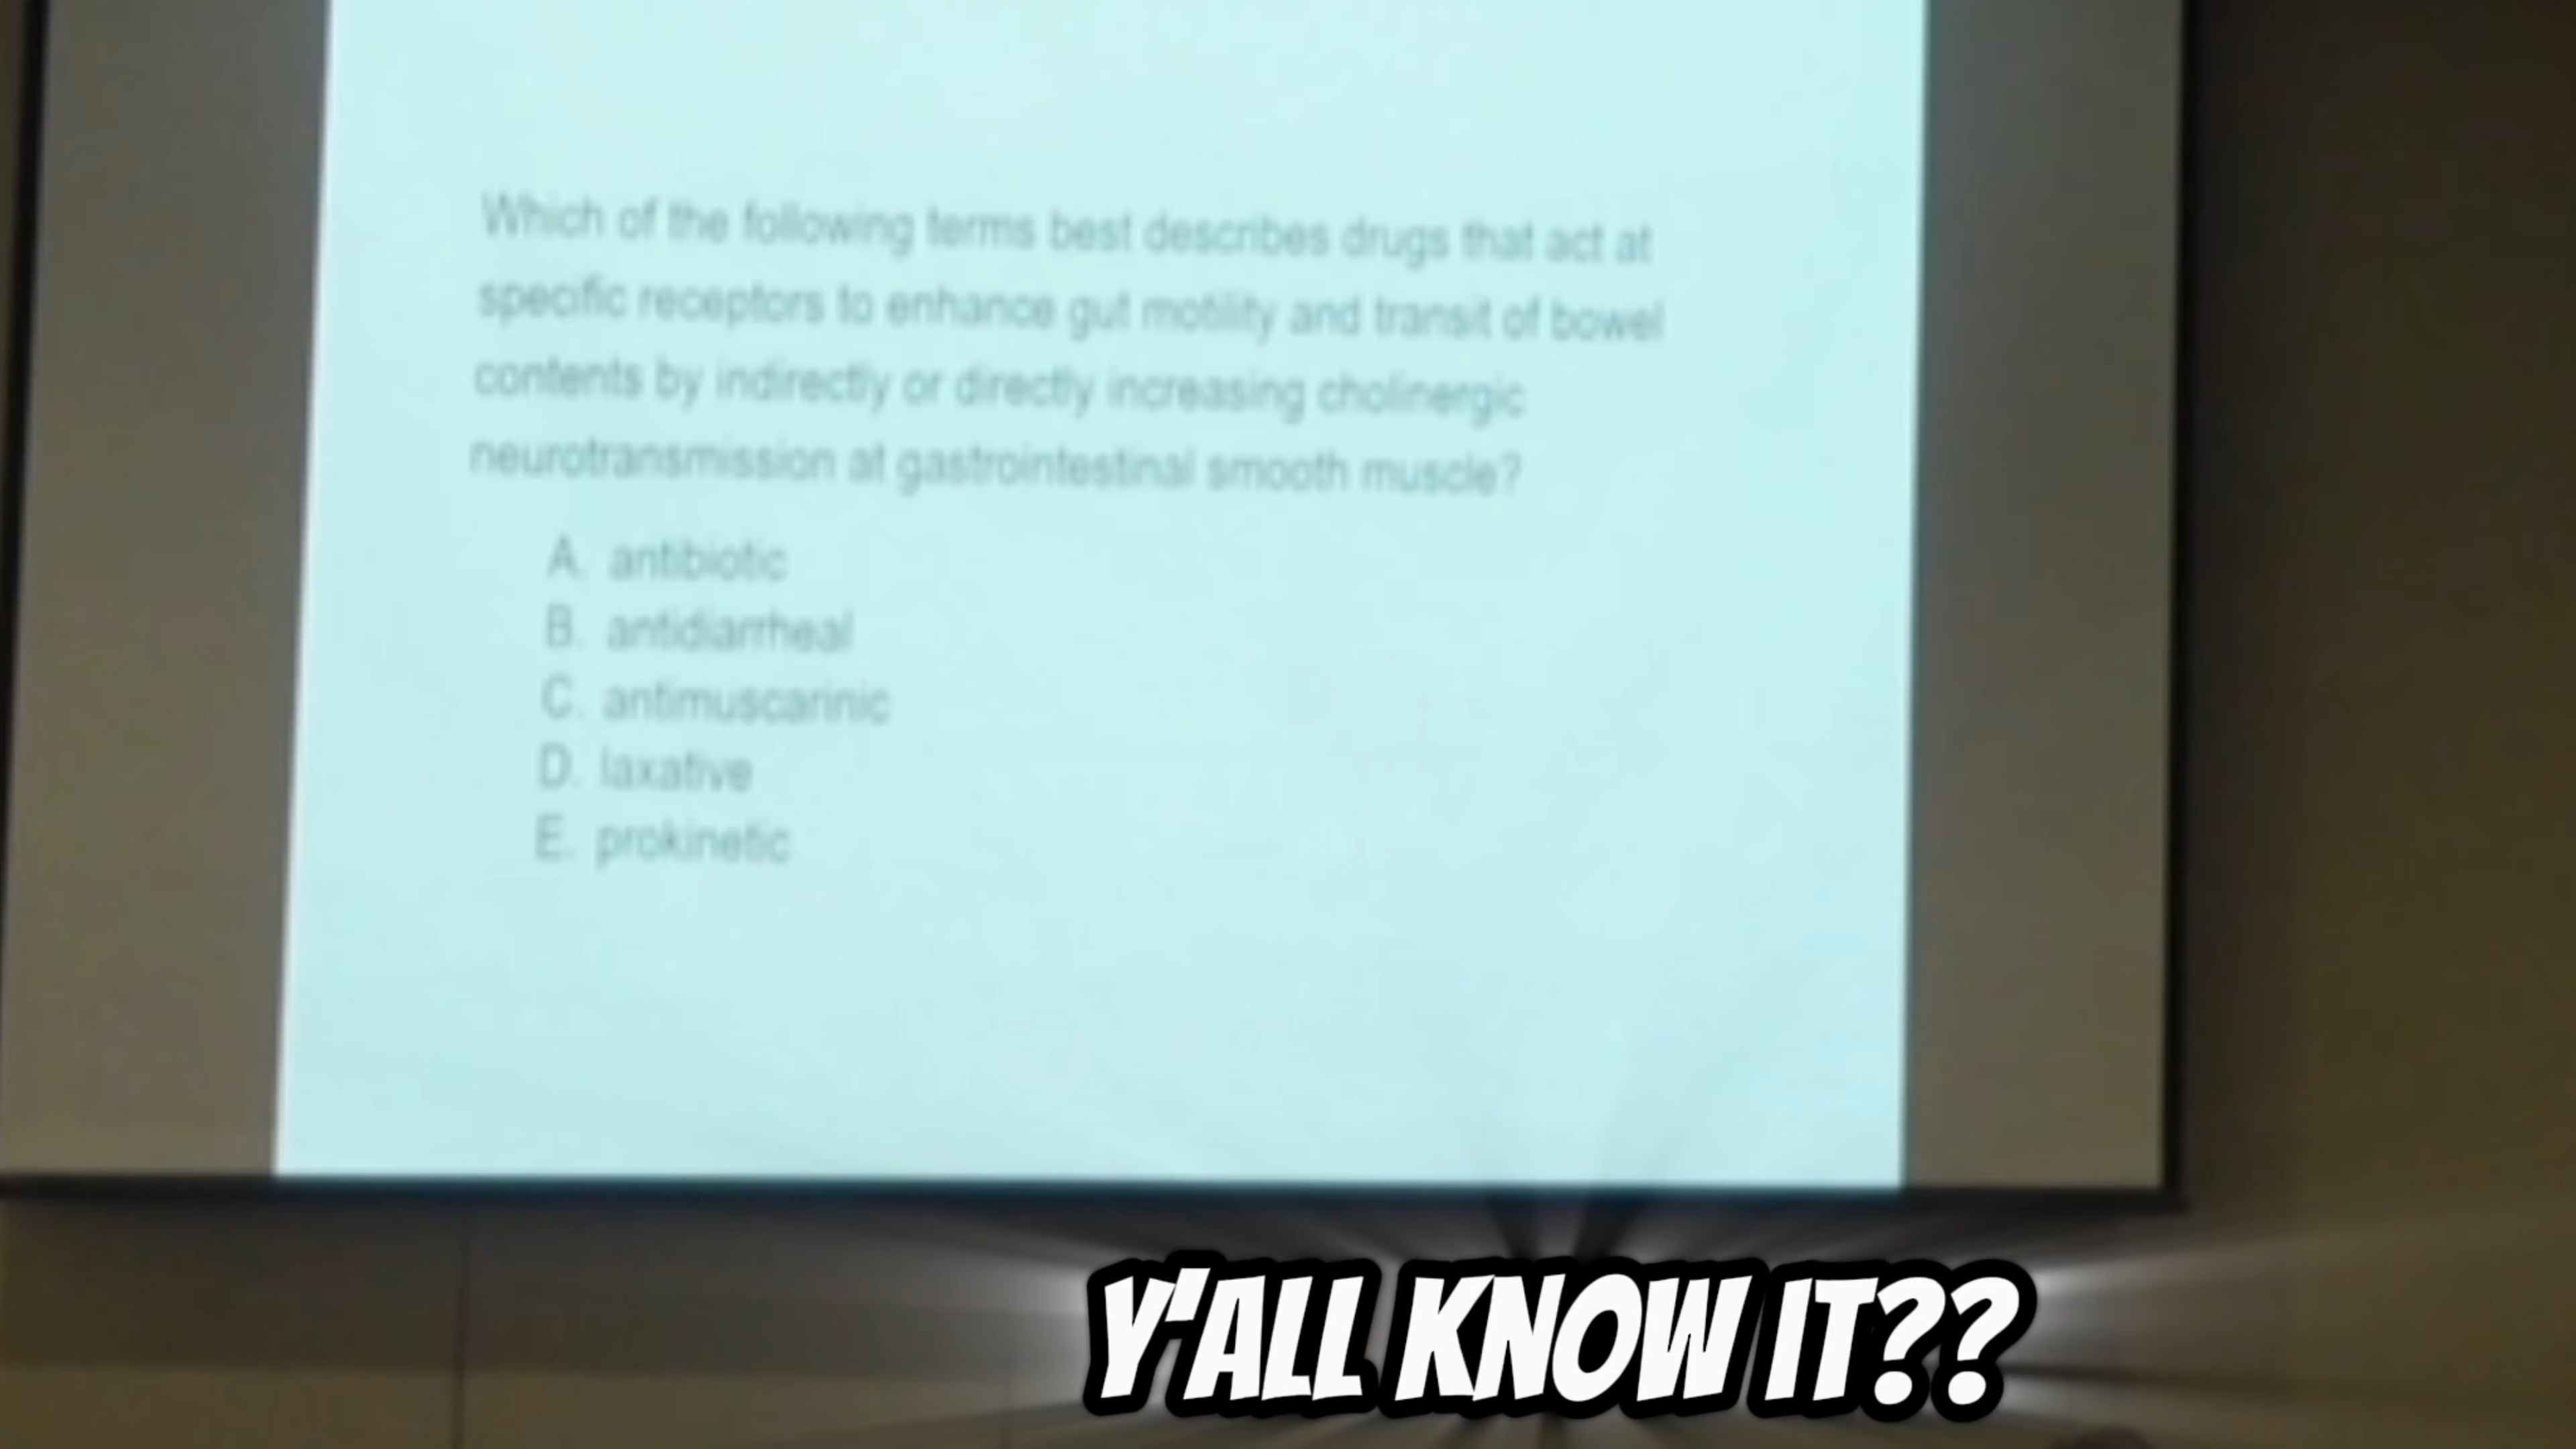 Which of the following terms best describes drugs that act at
specific receptors to enhance gut motility and transit of bowel
contents by indirectly or directly increasing cholinergic
neurotransmission at gastrointestinal smooth muscle?
A. antibiotic
B. antidiarrheal
C. antimuscarinic
D. laxative
E. prokinetic
Y'ALL KNOW IT??